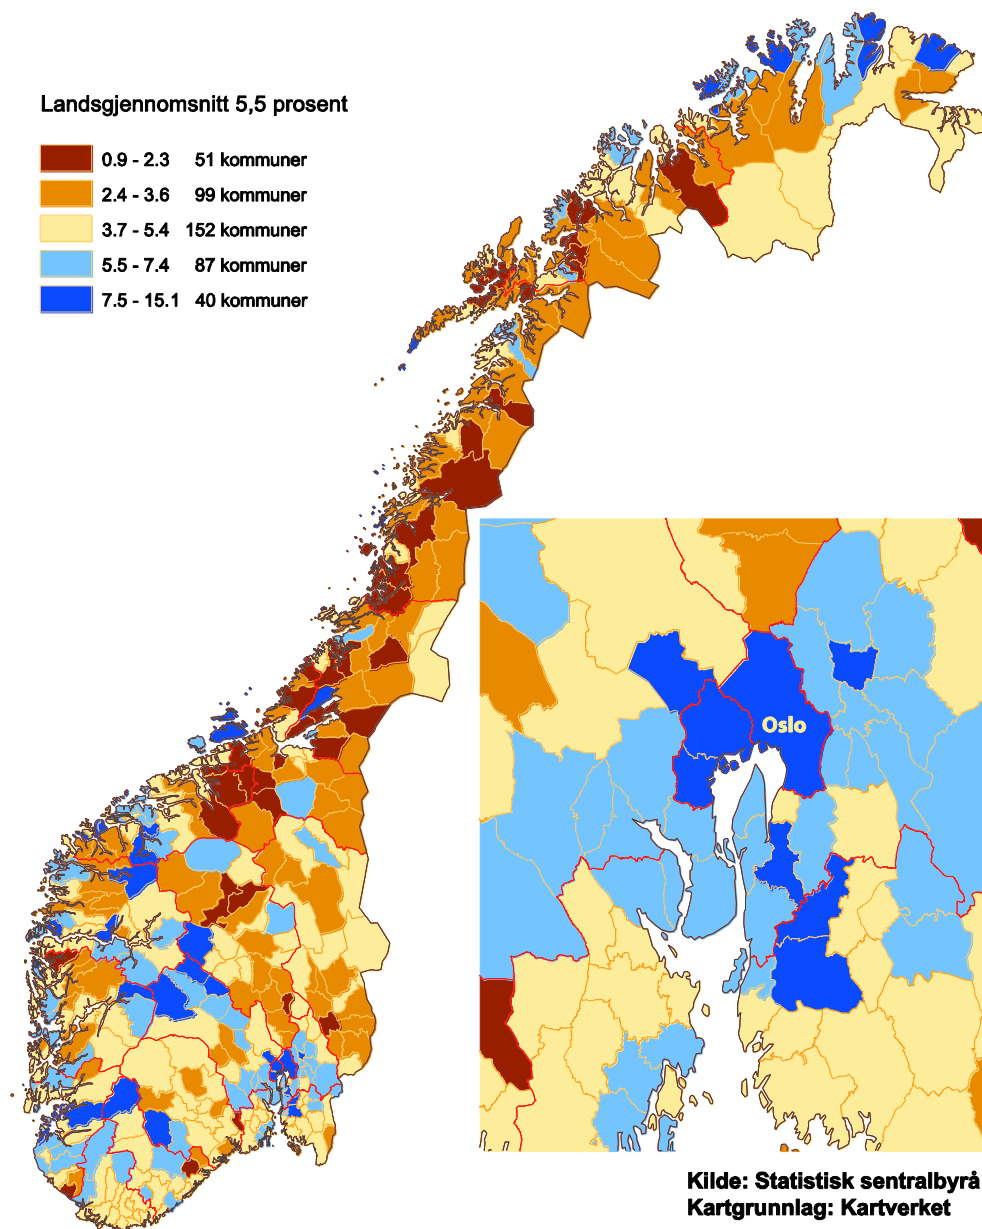 Landsgjennomsnitt 5,5 prosent
0.9 - 2.3 51 kommuner
2.4 - 3.6 99 kommuner
3.7 - 5.4 152 kommuner
5.5 - 7.4 87 kommuner
7.5 - 15.1 40 kommuner
Oslo
Kilde: Statistisk sentralbyrå
Kartgrunnlag: Kartverket